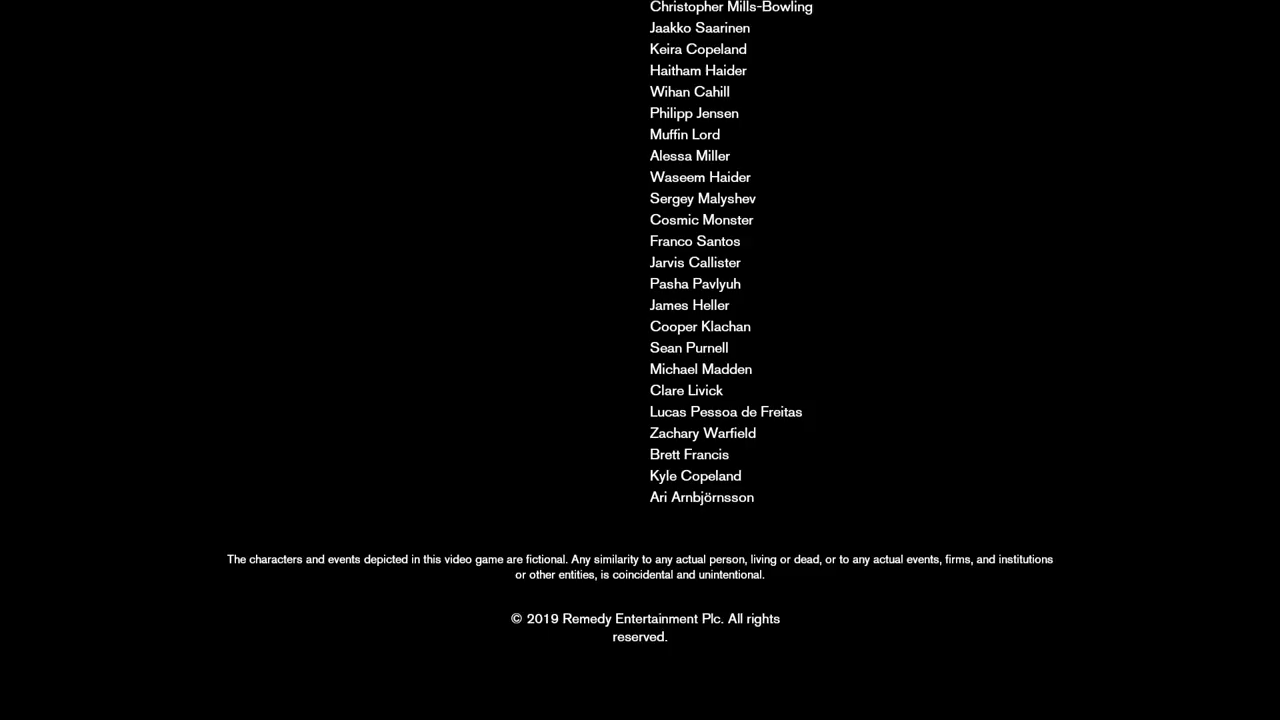 Christopher Mills-Bowling
Jaakko Saarinen
Keira Copeland
Haitham Haider
Wihan Cahill
Philipp Jensen
Muffin Lord
Alessa Miller
Waseem Haider
Sergey Malyshev
Cosmic Monster
Franco Santos
Jarvis Callister
Pasha Pavlyuh
James Heller
Cooper Klachan
Sean Purnell
Michael Madden
Clare Livick
Lucas Pessoa de Freitas
Zachary Warfield
Brett Francis
Kyle Copeland
Ari Arnbjörnsson
The characters and events depicted in this video game are fictional. Any similarity to any actual person, living or dead, or to any actual events, firms, and institutions
or other entities, is coincidental and unintentional.
© 2019 Remedy Entertainment Plc. All rights
reserved.